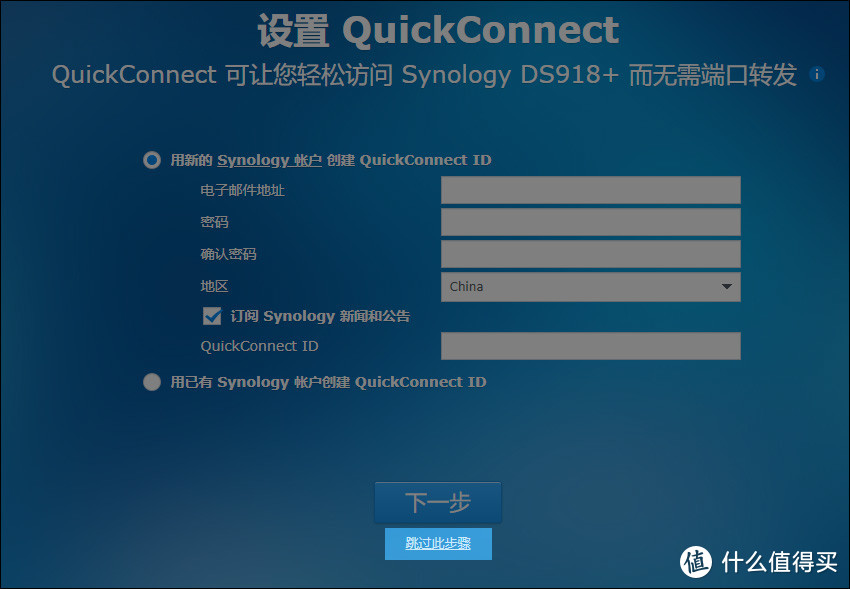 设置 QuickConnect
QuickConnect 可让您轻松访问 Synology DS918+ 而无需端口转发 i
用新的 Synology 帐户 创建 QuickConnect ID
电子邮件地址
密码
确认密码
地区 China
订阅 Synology 新闻和公告
QuickConnect ID
用已有 Synology 帐户创建 QuickConnect ID
下一步
跳过此步骤
值 什么值得买